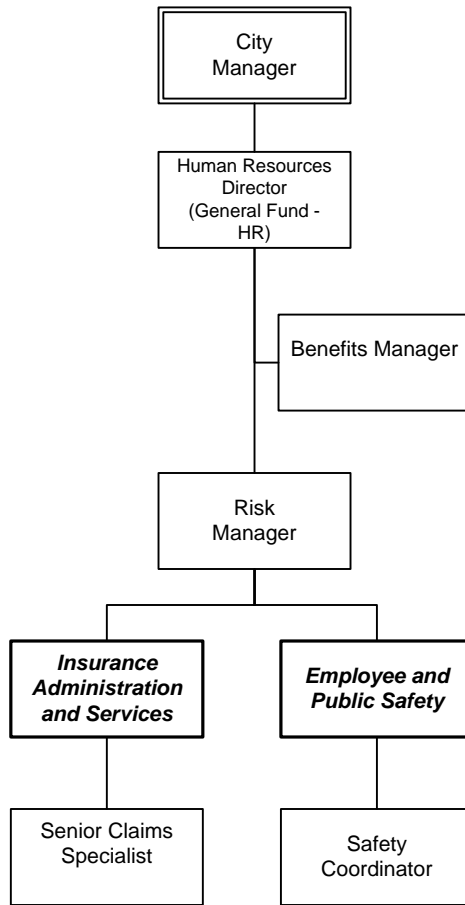 City
Manager
Human Resources
Director
(General Fund -
HR)
Benefits Manager
Risk
Manager
Insurance
Administration
and Services
Employee and
Public Safety
Senior Claims
Specialist
Safety
Coordinator